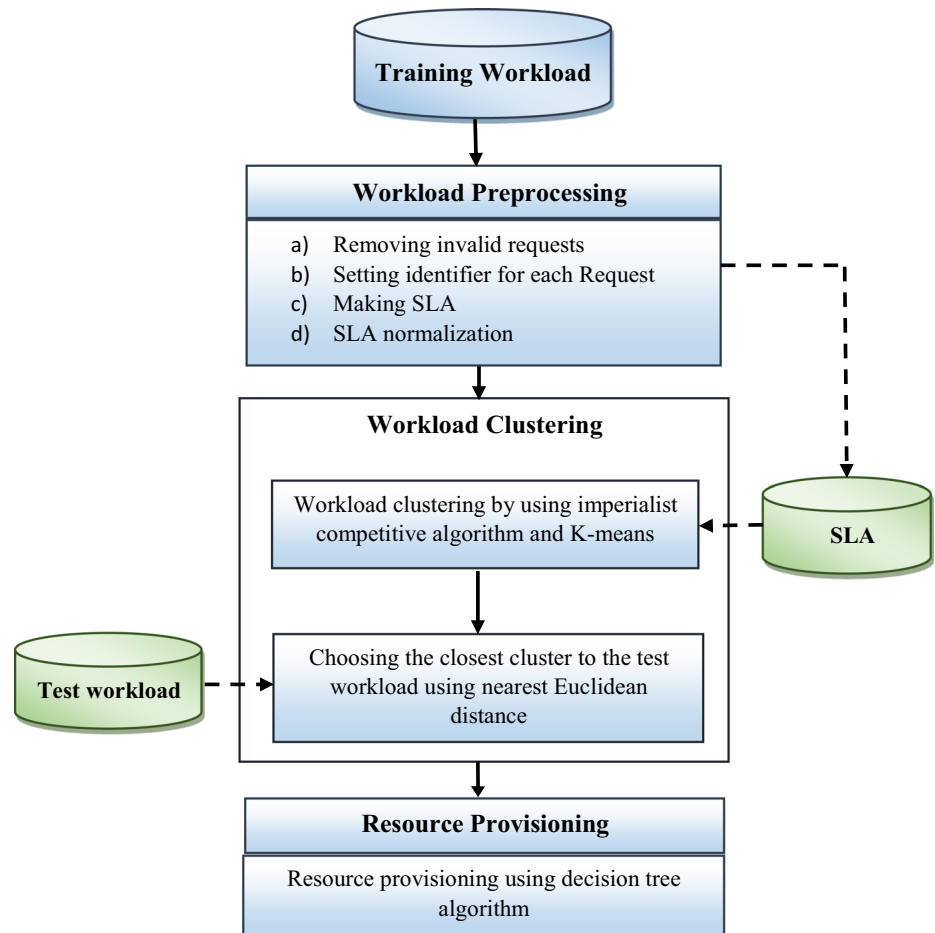 Training Workload
Workload Preprocessing
a) Removing invalid requests
b) Setting identifier for each Request
c) Making SLA
d) SLA normalization
Workload Clustering
Workload clustering by using imperialist
competitive algorithm and K-means
SLA
Choosing the closest cluster to the test
workload using nearest Euclidean
distance
Test workload
Resource Provisioning
Resource provisioning using decision tree
algorithm